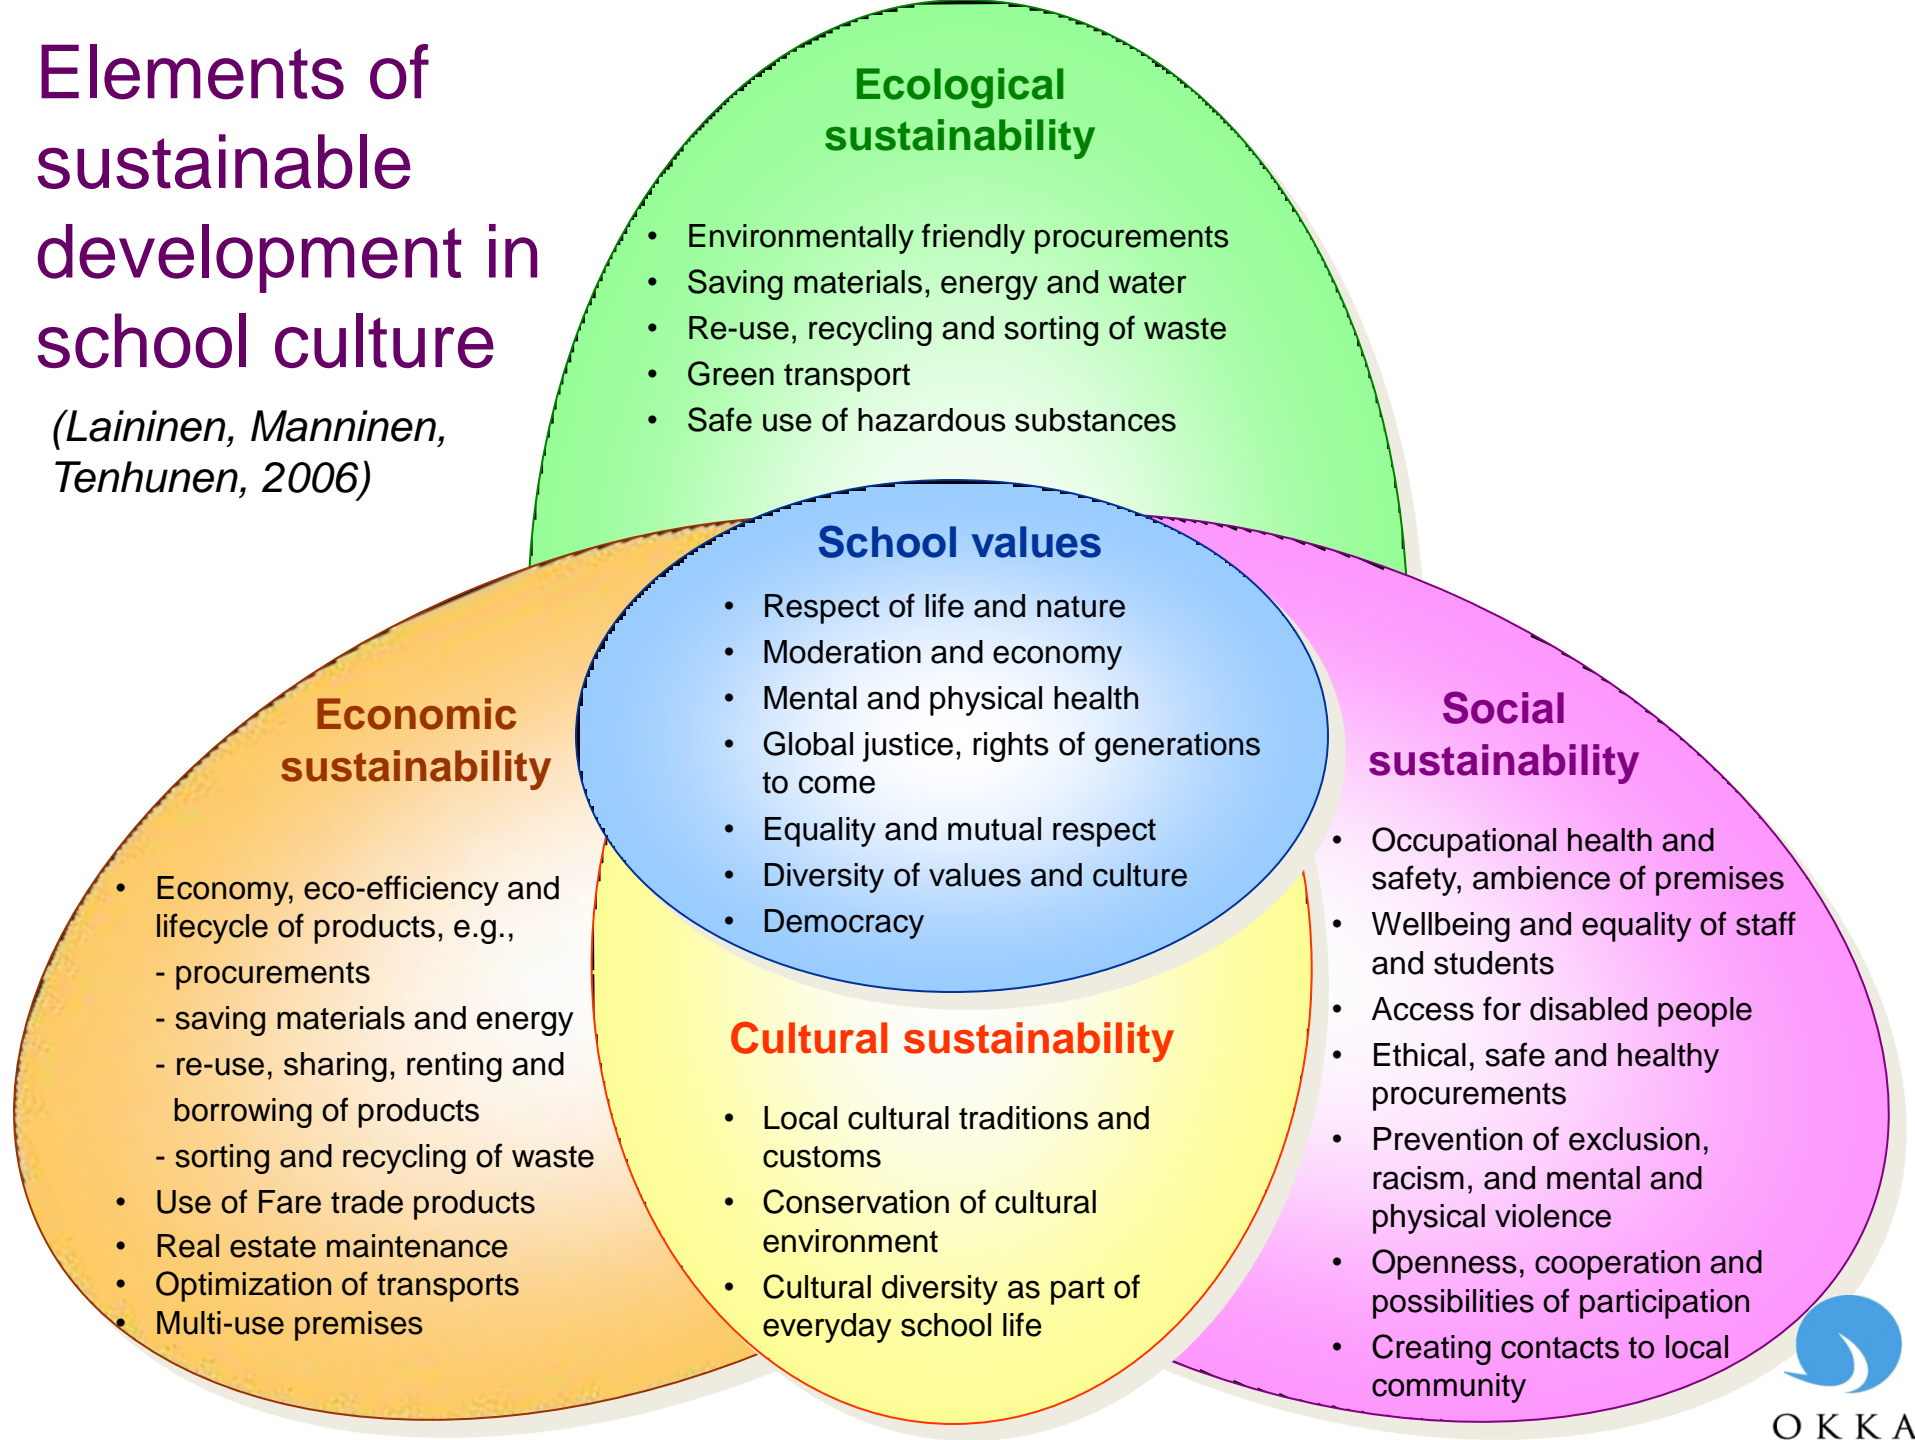 Elements of
sustainable
development in
school culture
(Laininen, Manninen,
Tenhunen, 2006)
Ecological
sustainability
• Environmentally friendly procurements
• Saving materials, energy and water
• Re-use, recycling and sorting of waste
• Green transport
• Safe use of hazardous substances
School values
• Respect of life and nature
• Moderation and economy
• Mental and physical health
• Global justice, rights of generations
to come
• Equality and mutual respect
• Diversity of values and culture
• Democracy
Economic
sustainability
• Economy, eco-efficiency and
lifecycle of products, e.g.,
- procurements
- saving materials and energy
- re-use, sharing, renting and
borrowing of products
- sorting and recycling of waste
• Use of Fare trade products
• Real estate maintenance
• Optimization of transports
• Multi-use premises
Cultural sustainability
• Local cultural traditions and
customs
• Conservation of cultural
environment
• Cultural diversity as part of
everyday school life
Social
sustainability
• Occupational health and
safety, ambience of premises
• Wellbeing and equality of staff
and students
• Access for disabled people
• Ethical, safe and healthy
procurements
• Prevention of exclusion,
racism, and mental and
physical violence
• Openness, cooperation and
possibilities of participation
• Creating contacts to local
community
OKKA